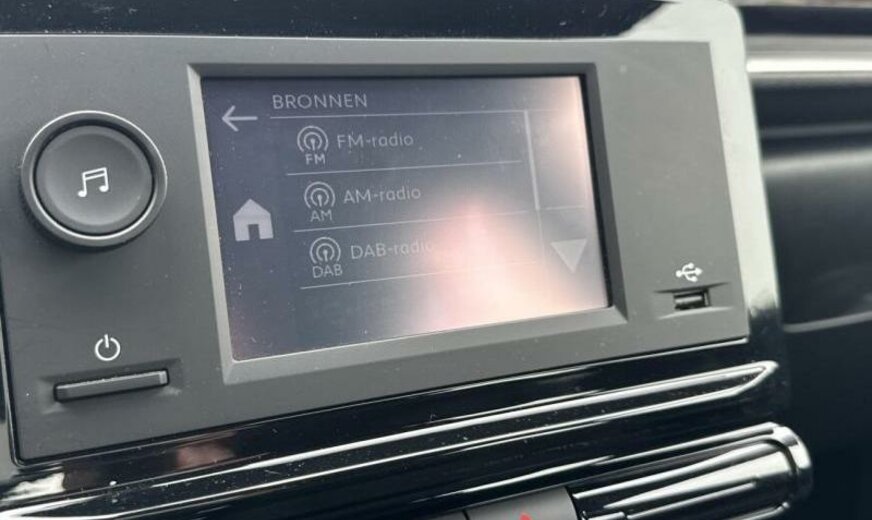 BRONNEN
FM-radio
FM
AM-radio
AM
DAB-radio
DAB